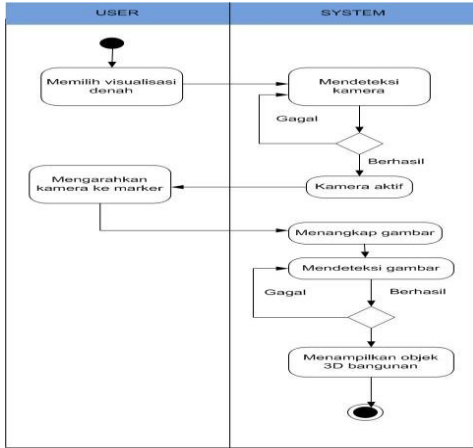 USER
SYSTEM
Memilih visualisasi
denah
Mendeteksi
kamera
Gagal
Berhasil
Mengarahkan
kamera ke marker
Kamera aktif
Menangkap gambar
Mendeteksi gambar
Gagal
Berhasil
Menampilkan objek
3D bangunan